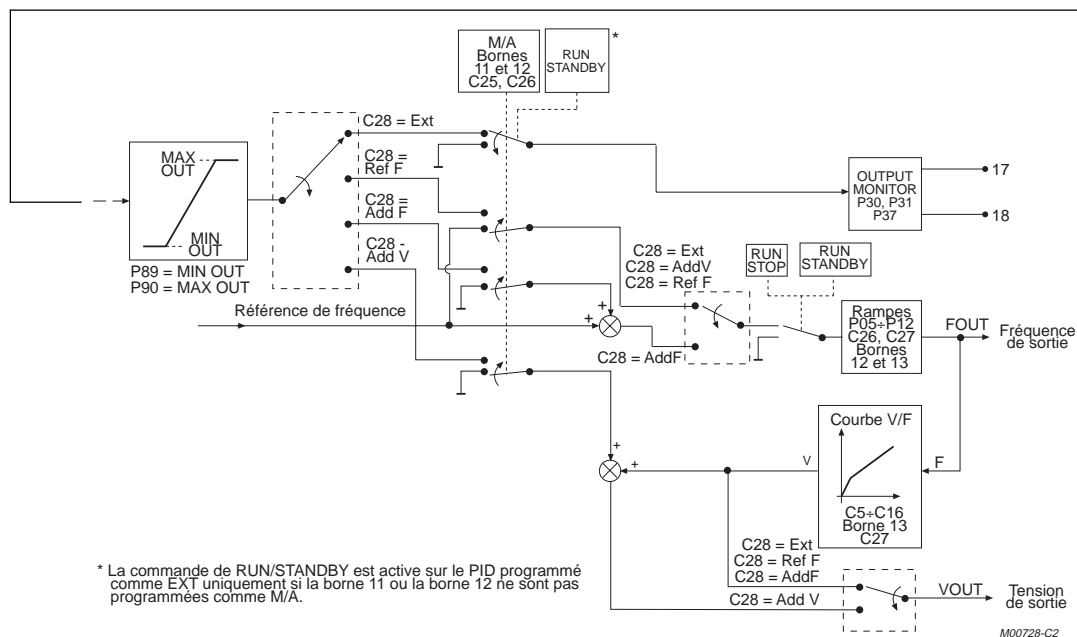 M/A
Bornes
11 et 12
C25, C26
RUN
STANDBY
*
C28 = Ext
C28 =
Ref F
C28 =
Add F
C28 -
Add V
MAX
OUT
MIN
OUT
P89 = MIN OUT
P90 = MAX OUT
OUTPUT
MONITOR
P30, P31
P37
17
18
Référence de fréquence
+
+
C28 = Ext
C28 = AddV
C28 = Ref F
C28 = AddF
RUN
STOP
RUN
STANDBY
Rampes
P05÷P12
C26, C27
Bornes
12 et 13
FOUT
Fréquence
de sortie
Courbe V/F
V
F
C5÷C16
Borne 13
C27
+
+
C28 = Ext
C28 = Ref F
C28 = AddF
C28 = Add V
VOUT
Tension
de sortie
* La commande de RUN/STANDBY est active sur le PID programmé
comme EXT uniquement si la borne 11 ou la borne 12 ne sont pas
programmées comme M/A.
M00728-C2